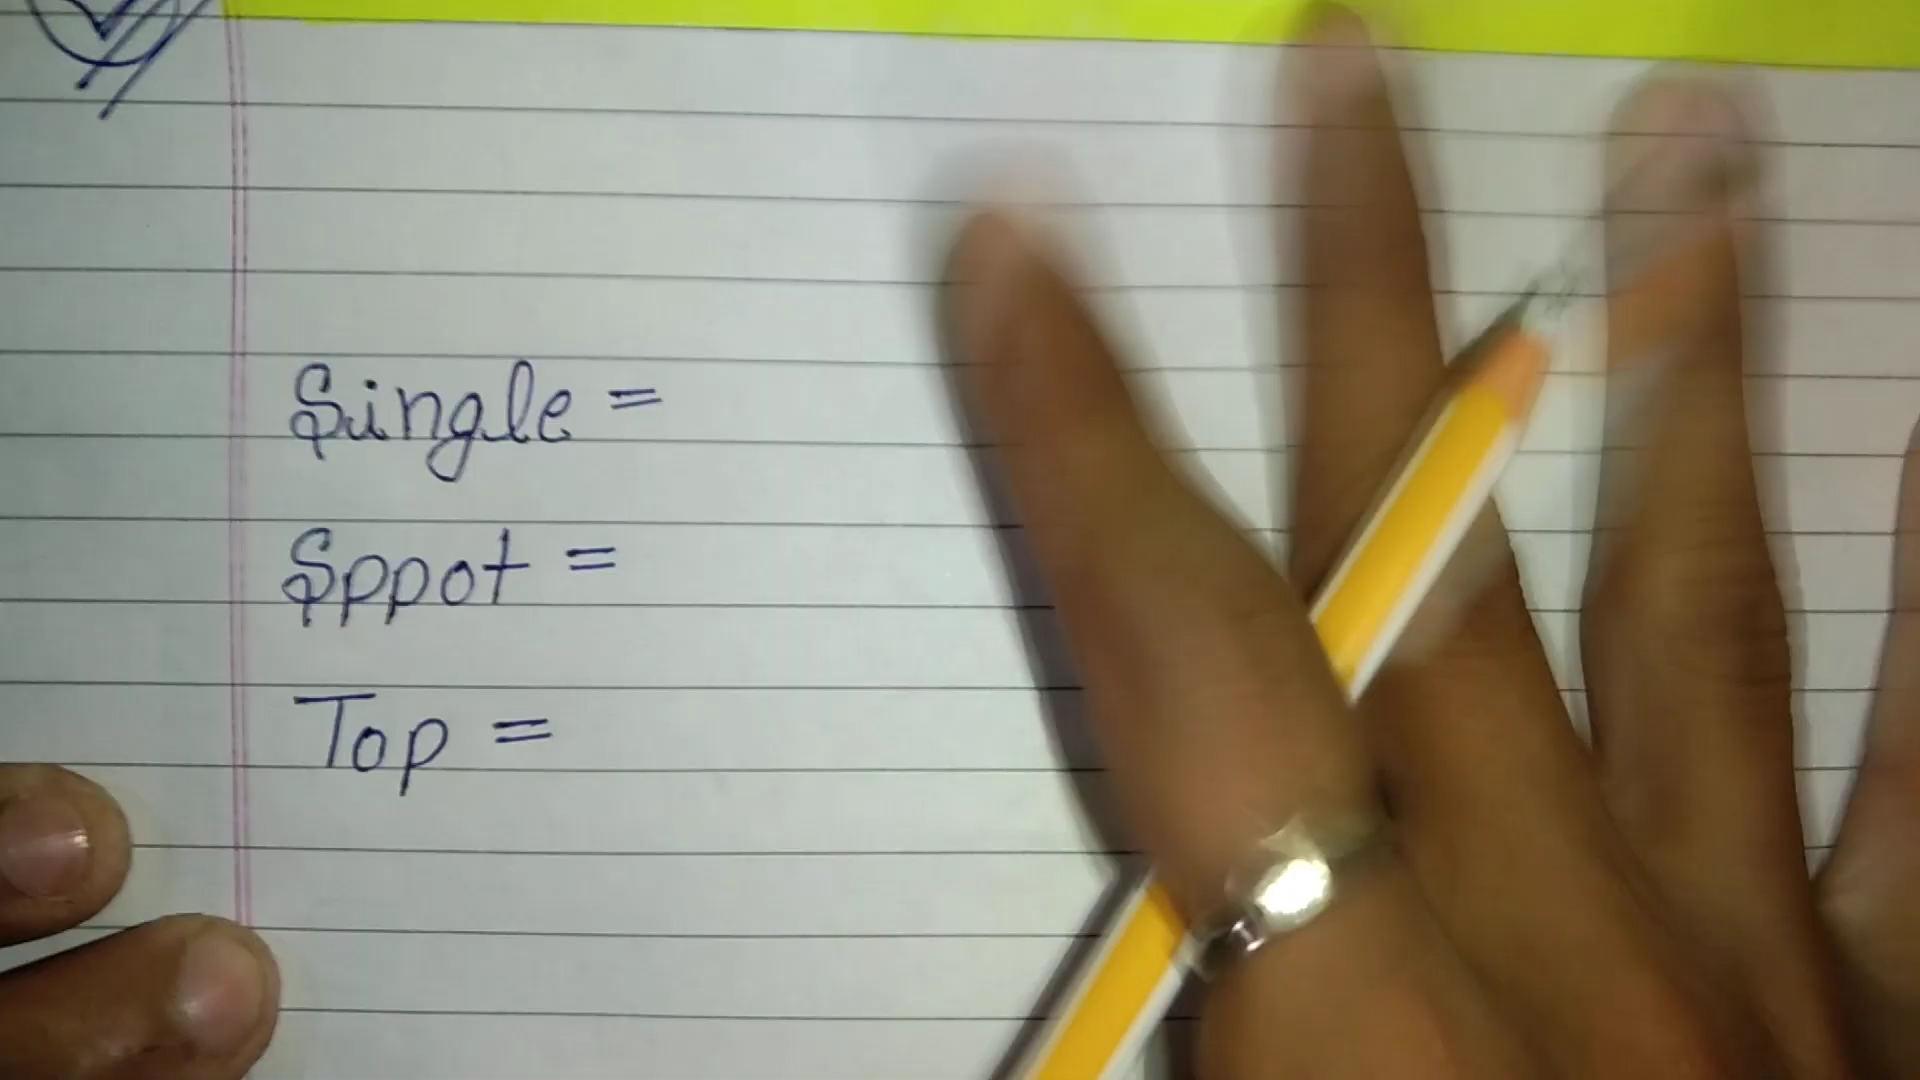 Single =
Sppot =
Top =